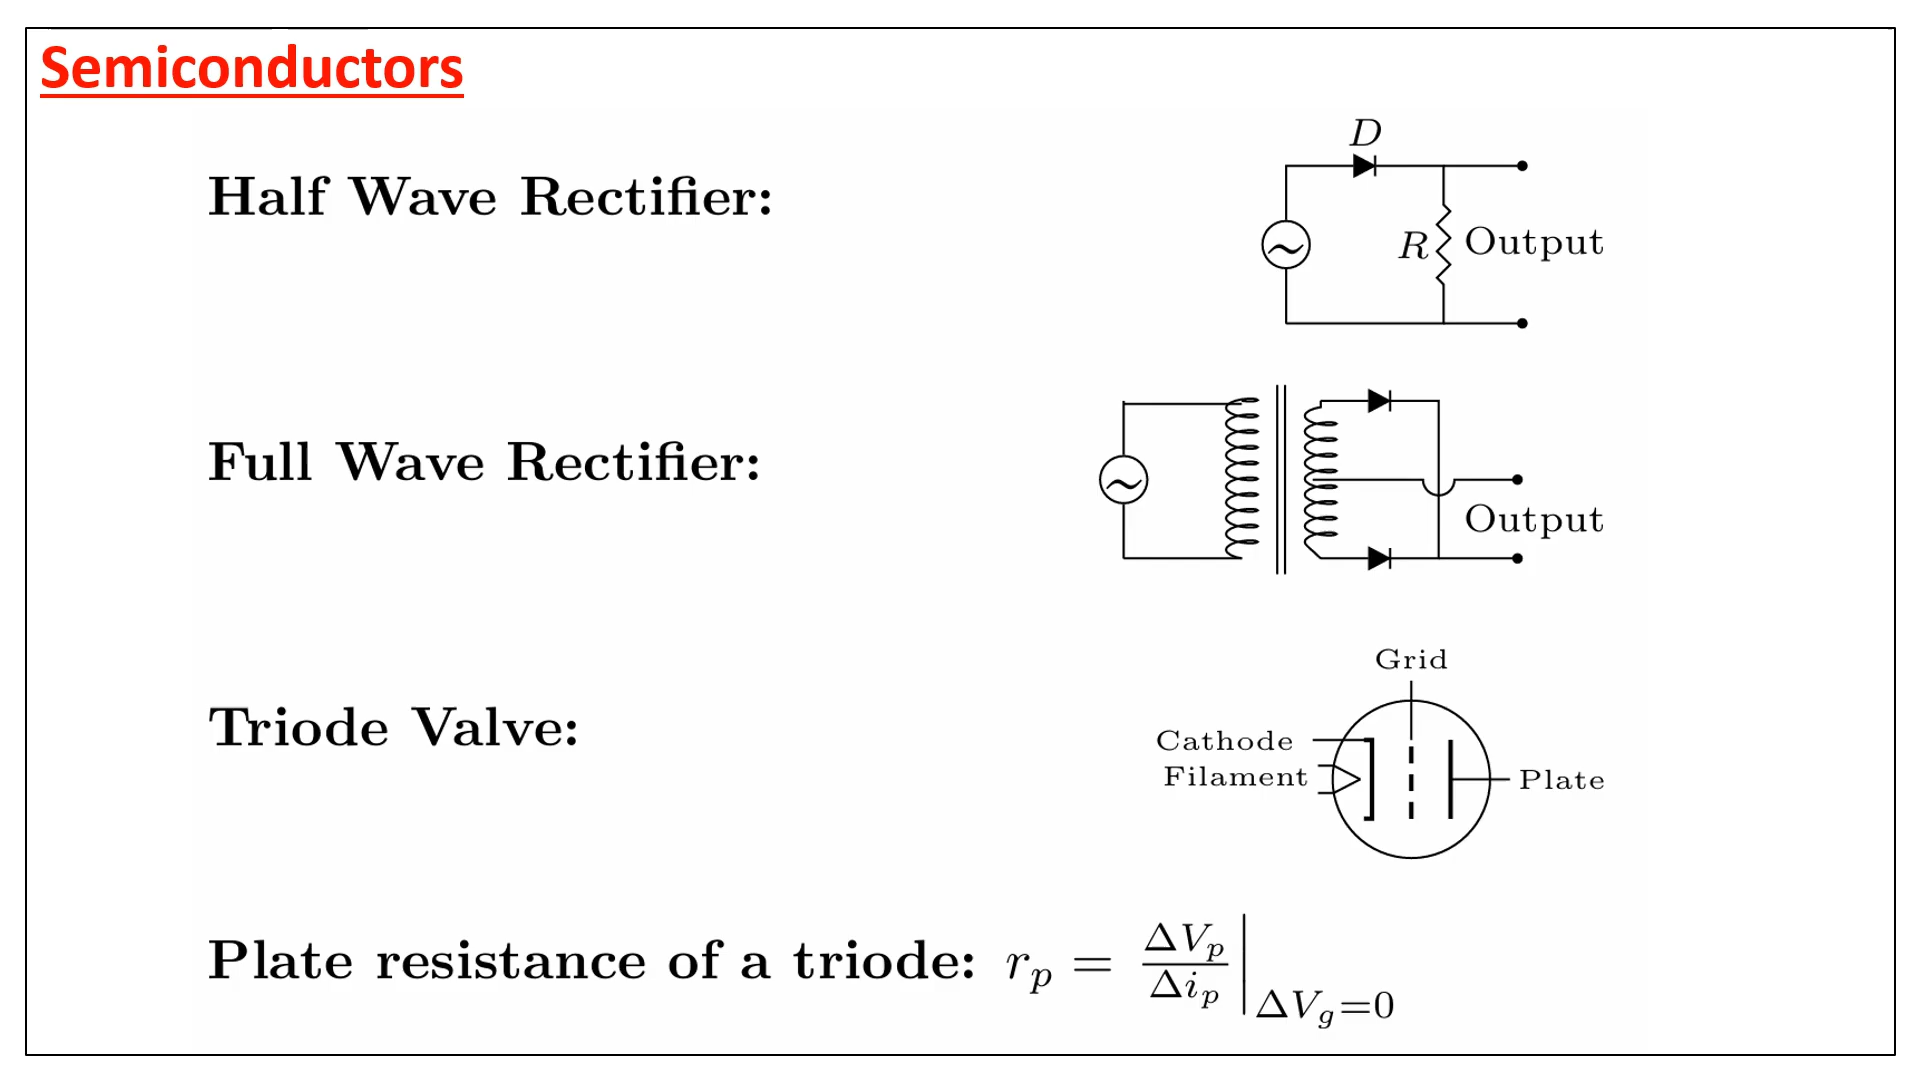 Semiconductors
Half Wave Rectifier:
D
R
Output
Full Wave Rectifier:
Output
Triode Valve:
Grid
Cathode
Filament
Plate
Plate resistance of a triode: r_p = ΔV_p/Δi_p |_{ΔV_g=0}